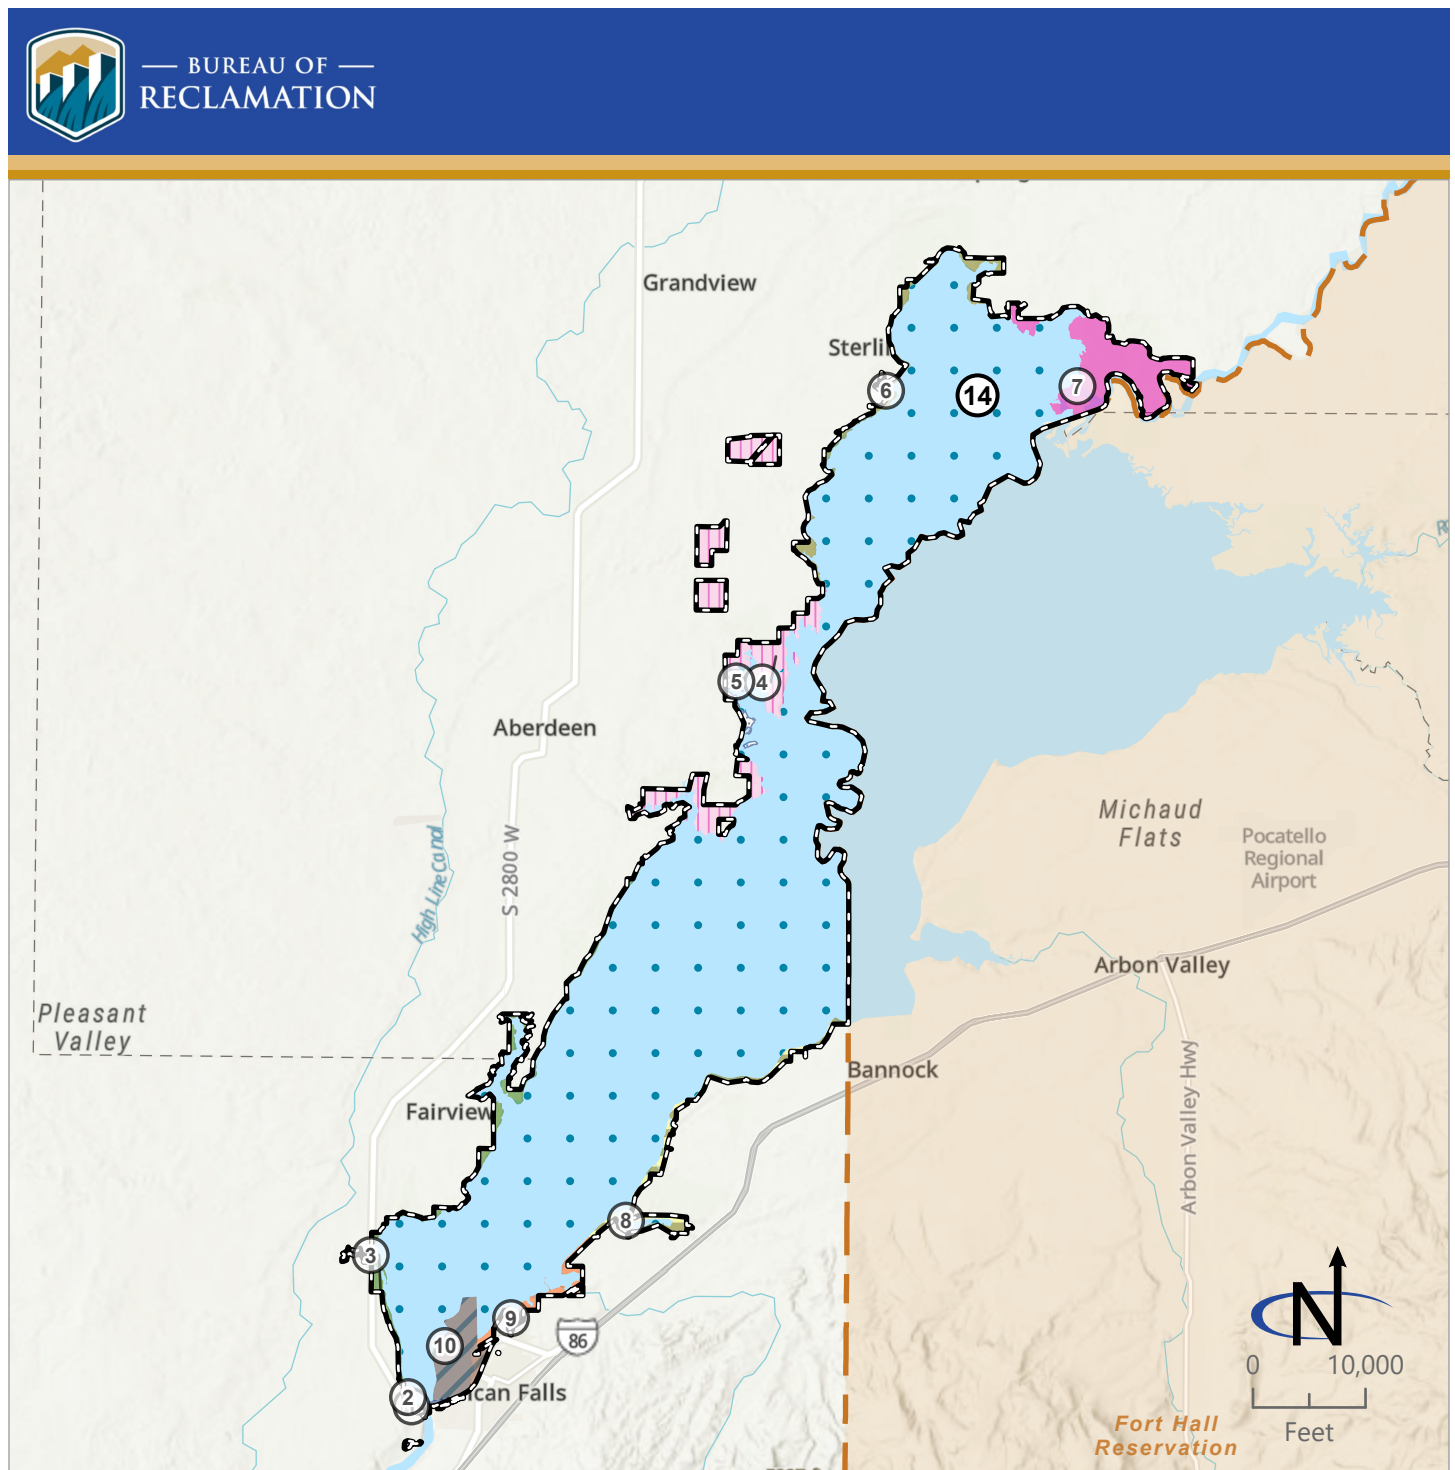 BUREAU OF
RECLAMATION
Grandview
6
14
7
5
4
Aberdeen
Michaud
Flats
Pocatello
Regional
Airport
S 2800 W
High Line Canal
Arbon Valley
Pleasant
Valley
Bannock
Fairview
Arbon Valley Hwy
8
3
9
10
86
N
0 10,000
Feet
2
Falls
Fort Hall
Reservation